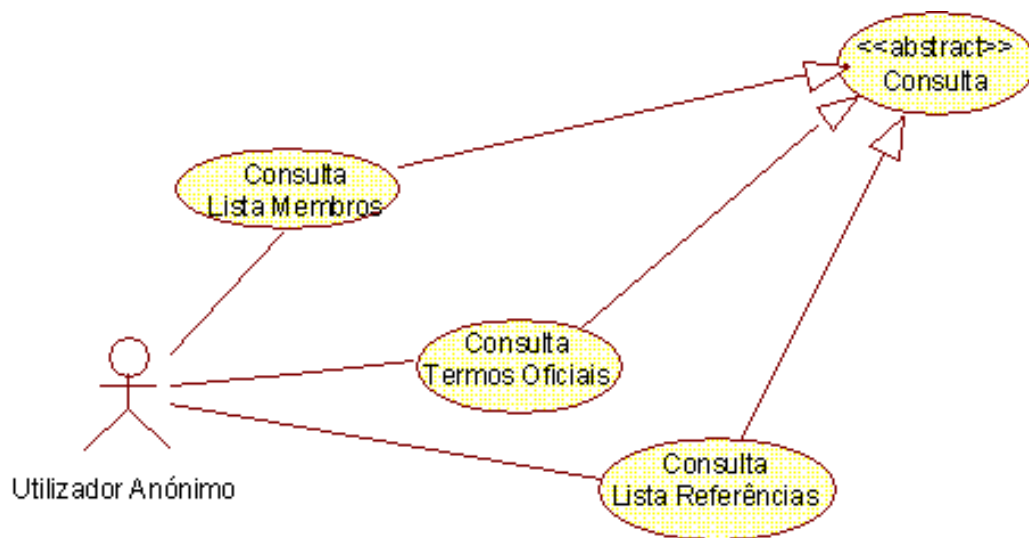 <<abstract>>
Consulta
Consulta
Lista Membros
Consulta
Termos Oficiais
Consulta
Lista Referências
Utilizador Anónimo